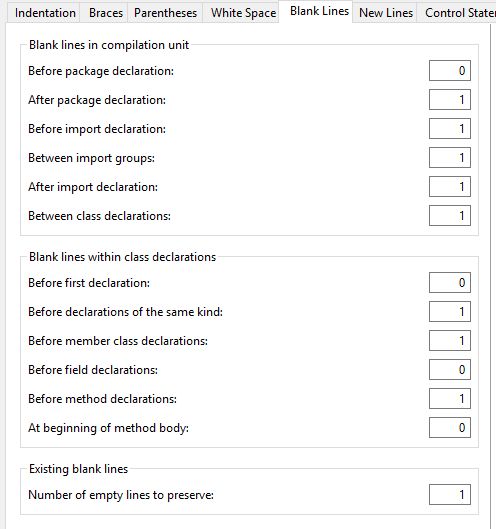 Indentation Braces Parentheses White Space Blank Lines New Lines Control State
Blank lines in compilation unit
Before package declaration: 0
After package declaration: 1
Before import declaration: 1
Between import groups: 1
After import declaration: 1
Between class declarations: 1
Blank lines within class declarations
Before first declaration: 0
Before declarations of the same kind: 1
Before member class declarations: 1
Before field declarations: 0
Before method declarations: 1
At beginning of method body: 0
Existing blank lines
Number of empty lines to preserve: 1